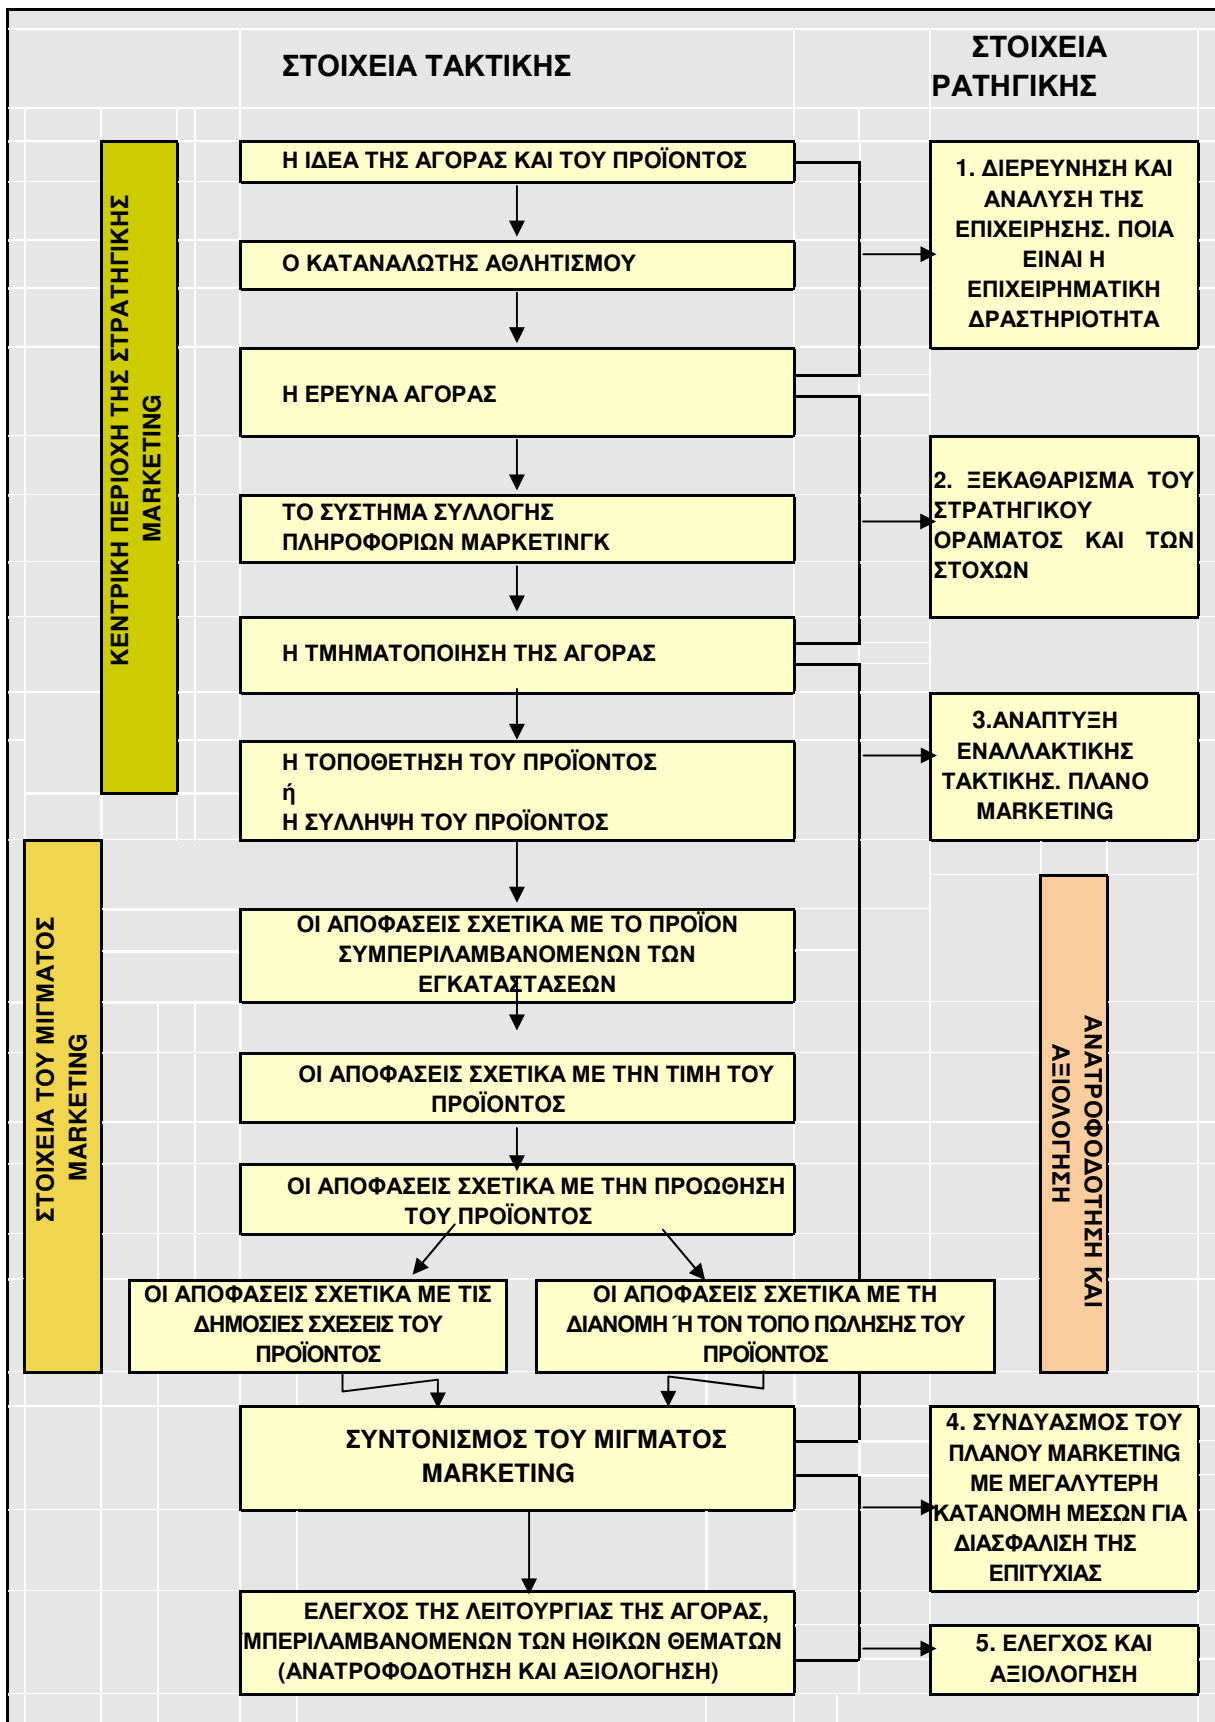 ΣΤΟΙΧΕΙΑ ΤΑΚΤΙΚΗΣ
ΣΤΟΙΧΕΙΑ
ΡΑΤΗΓΙΚΗΣ
ΚΕΝΤΡΙΚΗ ΠΕΡΙΟΧΗ ΤΗΣ ΣΤΡΑΤΗΓΙΚΗΣ
MARKETING
Η ΙΔΕΑ ΤΗΣ ΑΓΟΡΑΣ ΚΑΙ ΤΟΥ ΠΡΟΪΟΝΤΟΣ
Ο ΚΑΤΑΝΑΛΩΤΗΣ ΑΘΛΗΤΙΣΜΟΥ
Η ΕΡΕΥΝΑ ΑΓΟΡΑΣ
ΤΟ ΣΥΣΤΗΜΑ ΣΥΛΛΟΓΗΣ
ΠΛΗΡΟΦΟΡΙΩΝ ΜΑΡΚΕΤΙΝΓΚ
Η ΤΜΗΜΑΤΟΠΟΙΗΣΗ ΤΗΣ ΑΓΟΡΑΣ
Η ΤΟΠΟΘΕΤΗΣΗ ΤΟΥ ΠΡΟΪΟΝΤΟΣ
ή
Η ΣΥΛΛΗΨΗ ΤΟΥ ΠΡΟΪΟΝΤΟΣ
1. ΔΙΕΡΕΥΝΗΣΗ ΚΑΙ
ΑΝΑΛΥΣΗ ΤΗΣ
ΕΠΙΧΕΙΡΗΣΗΣ. ΠΟΙΑ
ΕΙΝΑΙ Η
ΕΠΙΧΕΙΡΗΜΑΤΙΚΗ
ΔΡΑΣΤΗΡΙΟΤΗΤΑ
2. ΞΕΚΑΘΑΡΙΣΜΑ ΤΟΥ
ΣΤΡΑΤΗΓΙΚΟΥ
ΟΡΑΜΑΤΟΣ ΚΑΙ ΤΩΝ
ΣΤΟΧΩΝ
3.ΑΝΑΠΤΥΞΗ
ΕΝΑΛΛΑΚΤΙΚΗΣ
ΤΑΚΤΙΚΗΣ. ΠΛΑΝΟ
MARKETING
ΣΤΟΙΧΕΙΑ ΤΟΥ ΜΙΓΜΑΤΟΣ
MARKETING
ΟΙ ΑΠΟΦΑΣΕΙΣ ΣΧΕΤΙΚΑ ΜΕ ΤΟ ΠΡΟΪΟΝ
ΣΥΜΠΕΡΙΛΑΜΒΑΝΟΜΕΝΩΝ ΤΩΝ
ΕΓΚΑΤΑΣΤΑΣΕΩΝ
ΟΙ ΑΠΟΦΑΣΕΙΣ ΣΧΕΤΙΚΑ ΜΕ ΤΗΝ ΤΙΜΗ ΤΟΥ
ΠΡΟΪΟΝΤΟΣ
ΟΙ ΑΠΟΦΑΣΕΙΣ ΣΧΕΤΙΚΑ ΜΕ ΤΗΝ ΠΡΟΩΘΗΣΗ
ΤΟΥ ΠΡΟΪΟΝΤΟΣ
ΟΙ ΑΠΟΦΑΣΕΙΣ ΣΧΕΤΙΚΑ ΜΕ ΤΙΣ
ΔΗΜΟΣΙΕΣ ΣΧΕΣΕΙΣ ΤΟΥ
ΠΡΟΪΟΝΤΟΣ
ΟΙ ΑΠΟΦΑΣΕΙΣ ΣΧΕΤΙΚΑ ΜΕ ΤΗ
ΔΙΑΝΟΜΗ Ή ΤΟΝ ΤΟΠΟ ΠΩΛΗΣΗΣ ΤΟΥ
ΠΡΟΪΟΝΤΟΣ
ΑΝΑΤΡΟΦΟΔΟΤΗΣΗ ΚΑΙ
ΑΞΙΟΛΟΓΗΣΗ
ΣΥΝΤΟΝΙΣΜΟΣ ΤΟΥ ΜΙΓΜΑΤΟΣ
MARKETING
4. ΣΥΝΔΥΑΣΜΟΣ ΤΟΥ
ΠΛΑΝΟΥ MARKETING
ΜΕ ΜΕΓΑΛΥΤΕΡΗ
ΚΑΤΑΝΟΜΗ ΜΕΣΩΝ ΓΙΑ
ΔΙΑΣΦΑΛΙΣΗ ΤΗΣ
ΕΠΙΤΥΧΙΑΣ
ΕΛΕΓΧΟΣ ΤΗΣ ΛΕΙΤΟΥΡΓΙΑΣ ΤΗΣ ΑΓΟΡΑΣ,
ΜΠΕΡΙΛΑΜΒΑΝΟΜΕΝΩΝ ΤΩΝ ΗΘΙΚΩΝ ΘΕΜΑΤΩΝ
(ΑΝΑΤΡΟΦΟΔΟΤΗΣΗ ΚΑΙ ΑΞΙΟΛΟΓΗΣΗ)
5. ΕΛΕΓΧΟΣ ΚΑΙ
ΑΞΙΟΛΟΓΗΣΗ